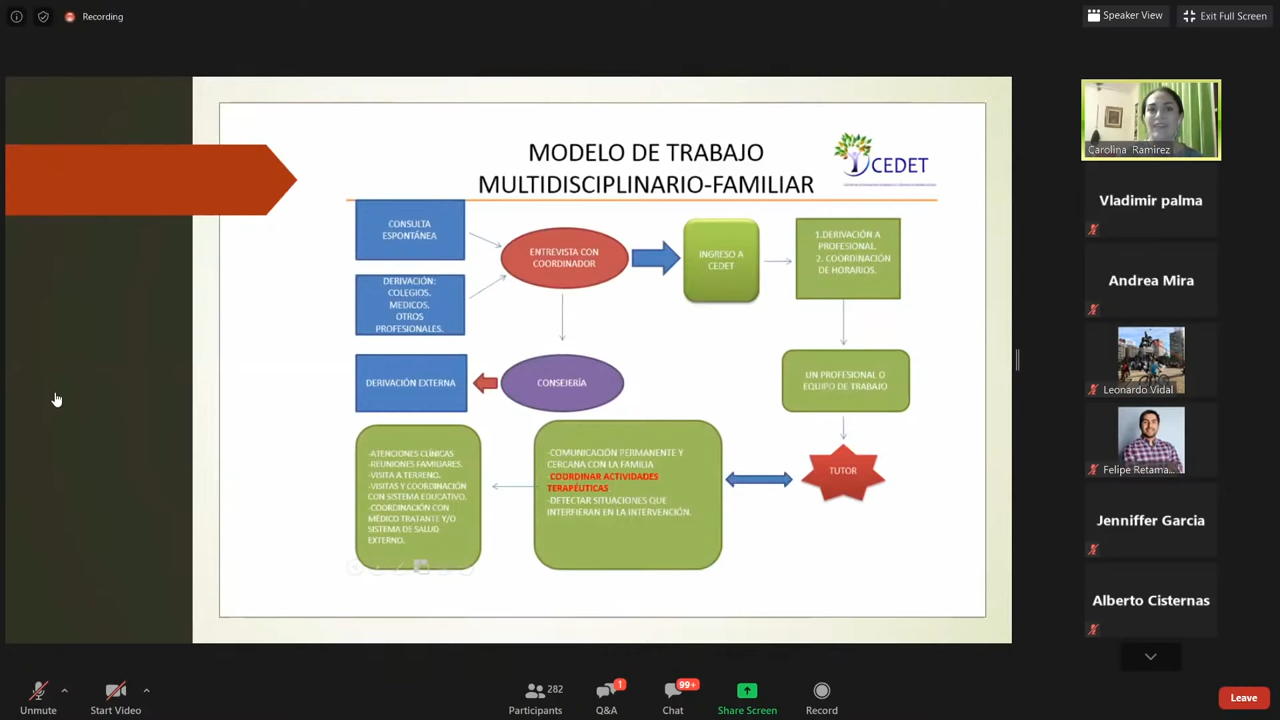 Recording
Speaker View
Exit Full Screen
MODELO DE TRABAJO
MULTIDISCIPLINARIO-FAMILIAR
CEDET
CONSULTA
ESPONTÁNEA
DERIVACIÓN:
COLEGIOS.
MEDICOS.
OTROS
PROFESIONALES.
ENTREVISTA CON
COORDINADOR
INGRESO A
CEDET
1.DERIVACIÓN A
PROFESIONAL.
2. COORDINACIÓN
DE HORARIOS.
DERIVACIÓN EXTERNA
CONSEJERÍA
UN PROFESIONAL O
EQUIPO DE TRABAJO
-ATENCIONES CLÍNICAS
-REUNIONES FAMILIARES.
-VISITA A TERRENO.
-VISITAS Y COORDINACIÓN
CON SISTEMA EDUCATIVO.
-COORDINACIÓN CON
MÉDICO TRATANTE Y/O
SISTEMA DE SALUD
EXTERNO.
-COMUNICACIÓN PERMANENTE Y
CERCANA CON LA FAMILIA
-COORDINAR ACTIVIDADES
TERAPÉUTICAS
-DETECTAR SITUACIONES QUE
INTERFIERAN EN LA INTERVENCIÓN.
TUTOR
Carolina Ramirez
Vladimir palma
Andrea Mira
Leonardo Vidal
Felipe Retama...
Jenniffer Garcia
Alberto Cisternas
Unmute
Start Video
282
Participants
1
Q&A
99+
Chat
Share Screen
Record
Leave